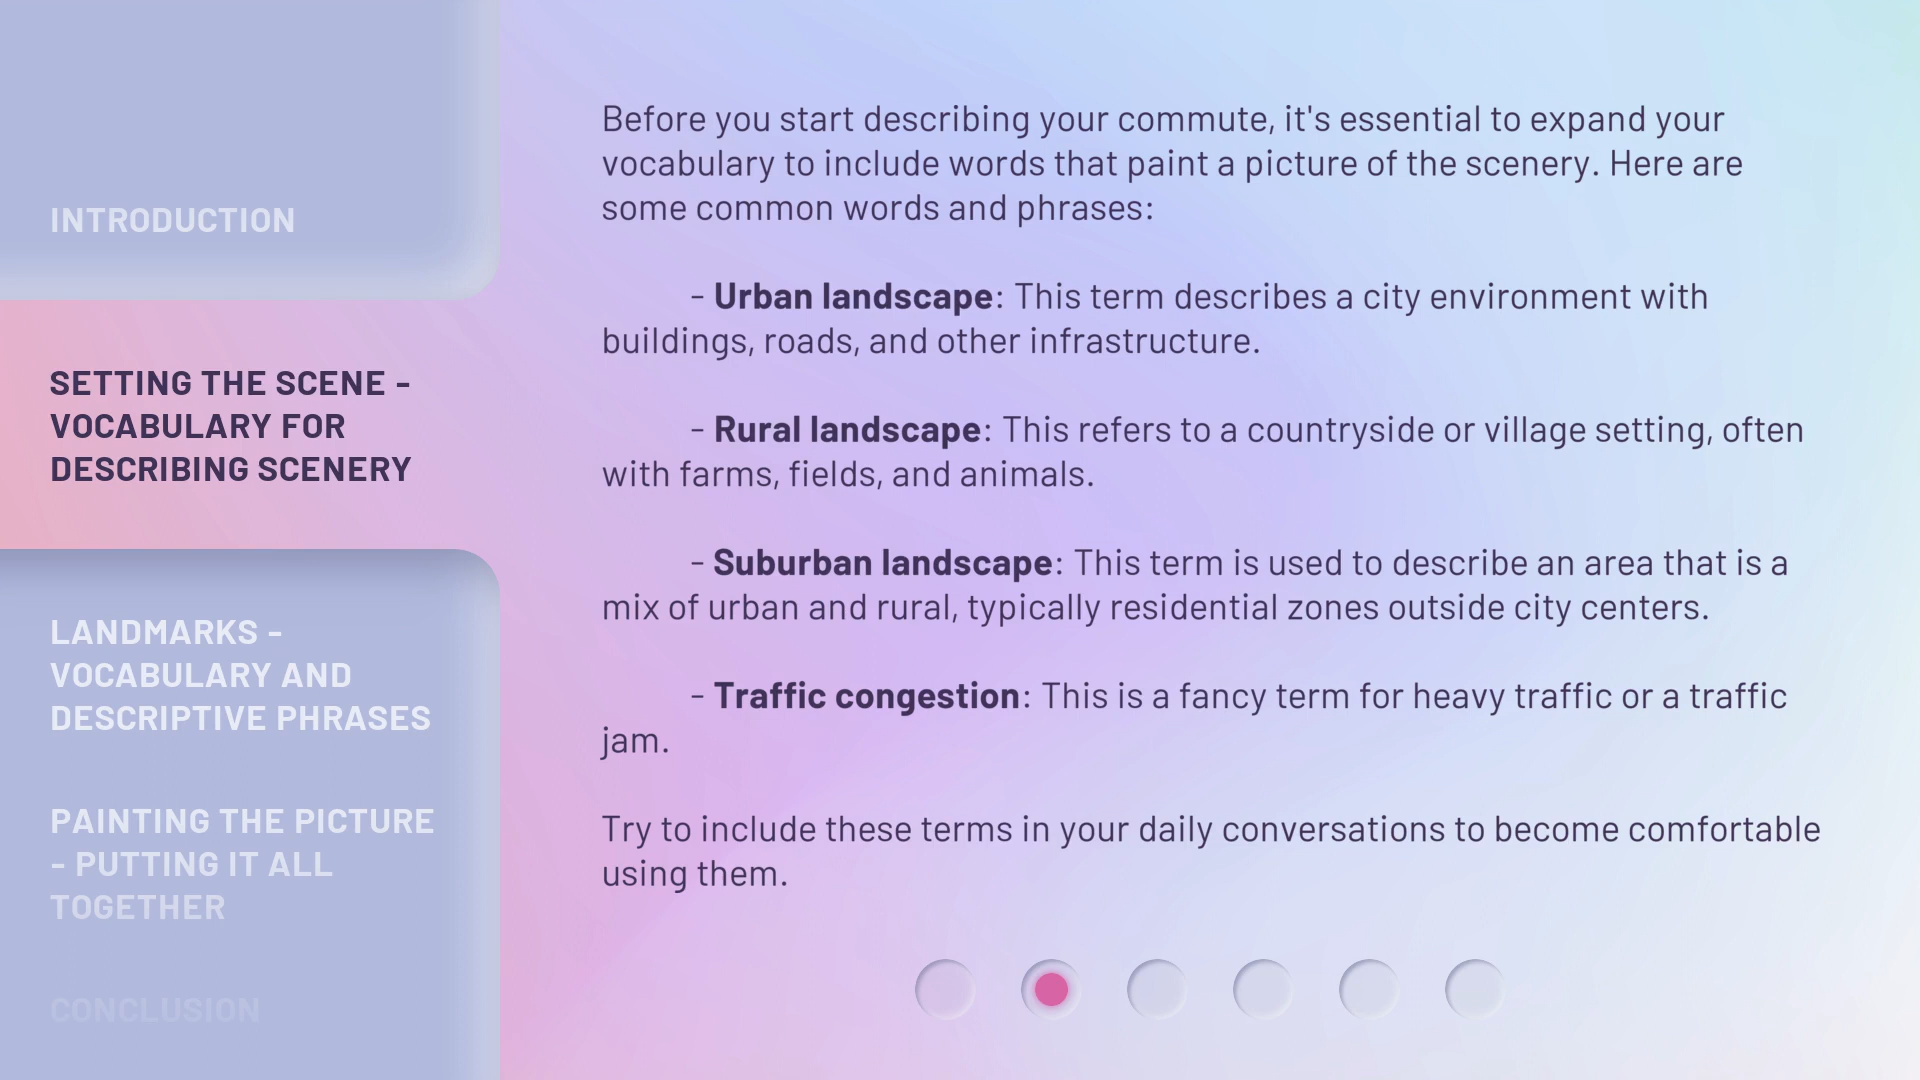 INTRODUCTION
SETTING THE SCENE -
VOCABULARY FOR
DESCRIBING SCENERY
LANDMARKS -
VOCABULARY AND
DESCRIPTIVE PHRASES
PAINTING THE PICTURE
- PUTTING IT ALL
TOGETHER
CONCLUSION
Before you start describing your commute, it's essential to expand your
vocabulary to include words that paint a picture of the scenery. Here are
some common words and phrases:
- Urban landscape: This term describes a city environment with
buildings, roads, and other infrastructure.
- Rural landscape: This refers to a countryside or village setting, often
with farms, fields, and animals.
- Suburban landscape: This term is used to describe an area that is a
mix of urban and rural, typically residential zones outside city centers.
- Traffic congestion: This is a fancy term for heavy traffic or a traffic
jam.
Try to include these terms in your daily conversations to become comfortable
using them.